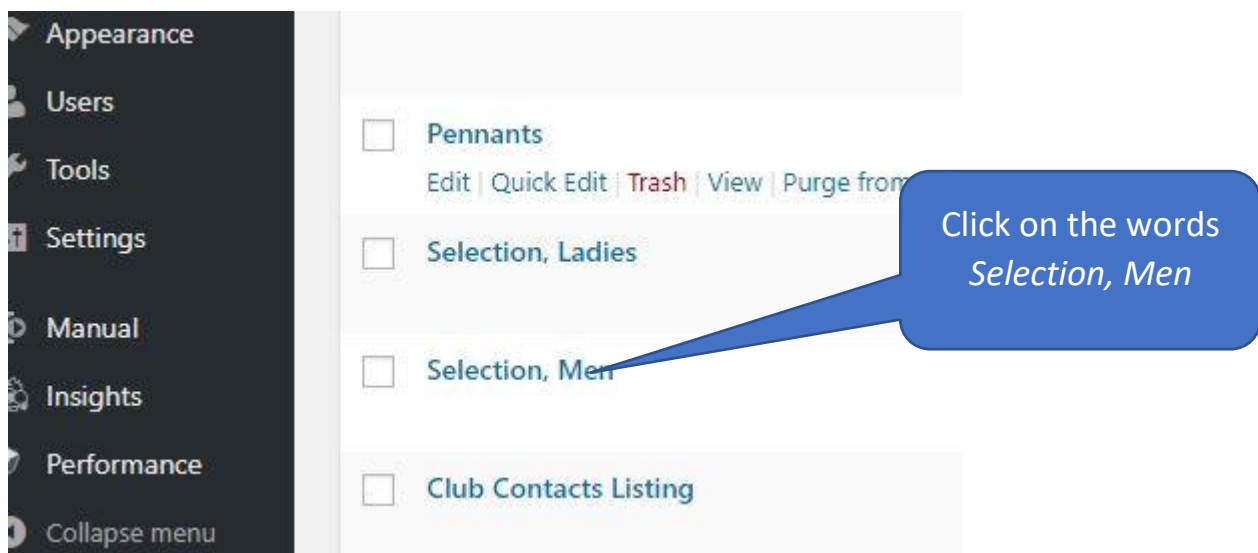 Appearance
Users
Tools
Settings
Manual
Insights
Performance
Collapse menu
Pennants
Edit | Quick Edit | Trash | View | Purge from
Selection, Ladies
Selection, Men
Club Contacts Listing
Click on the words
Selection, Men